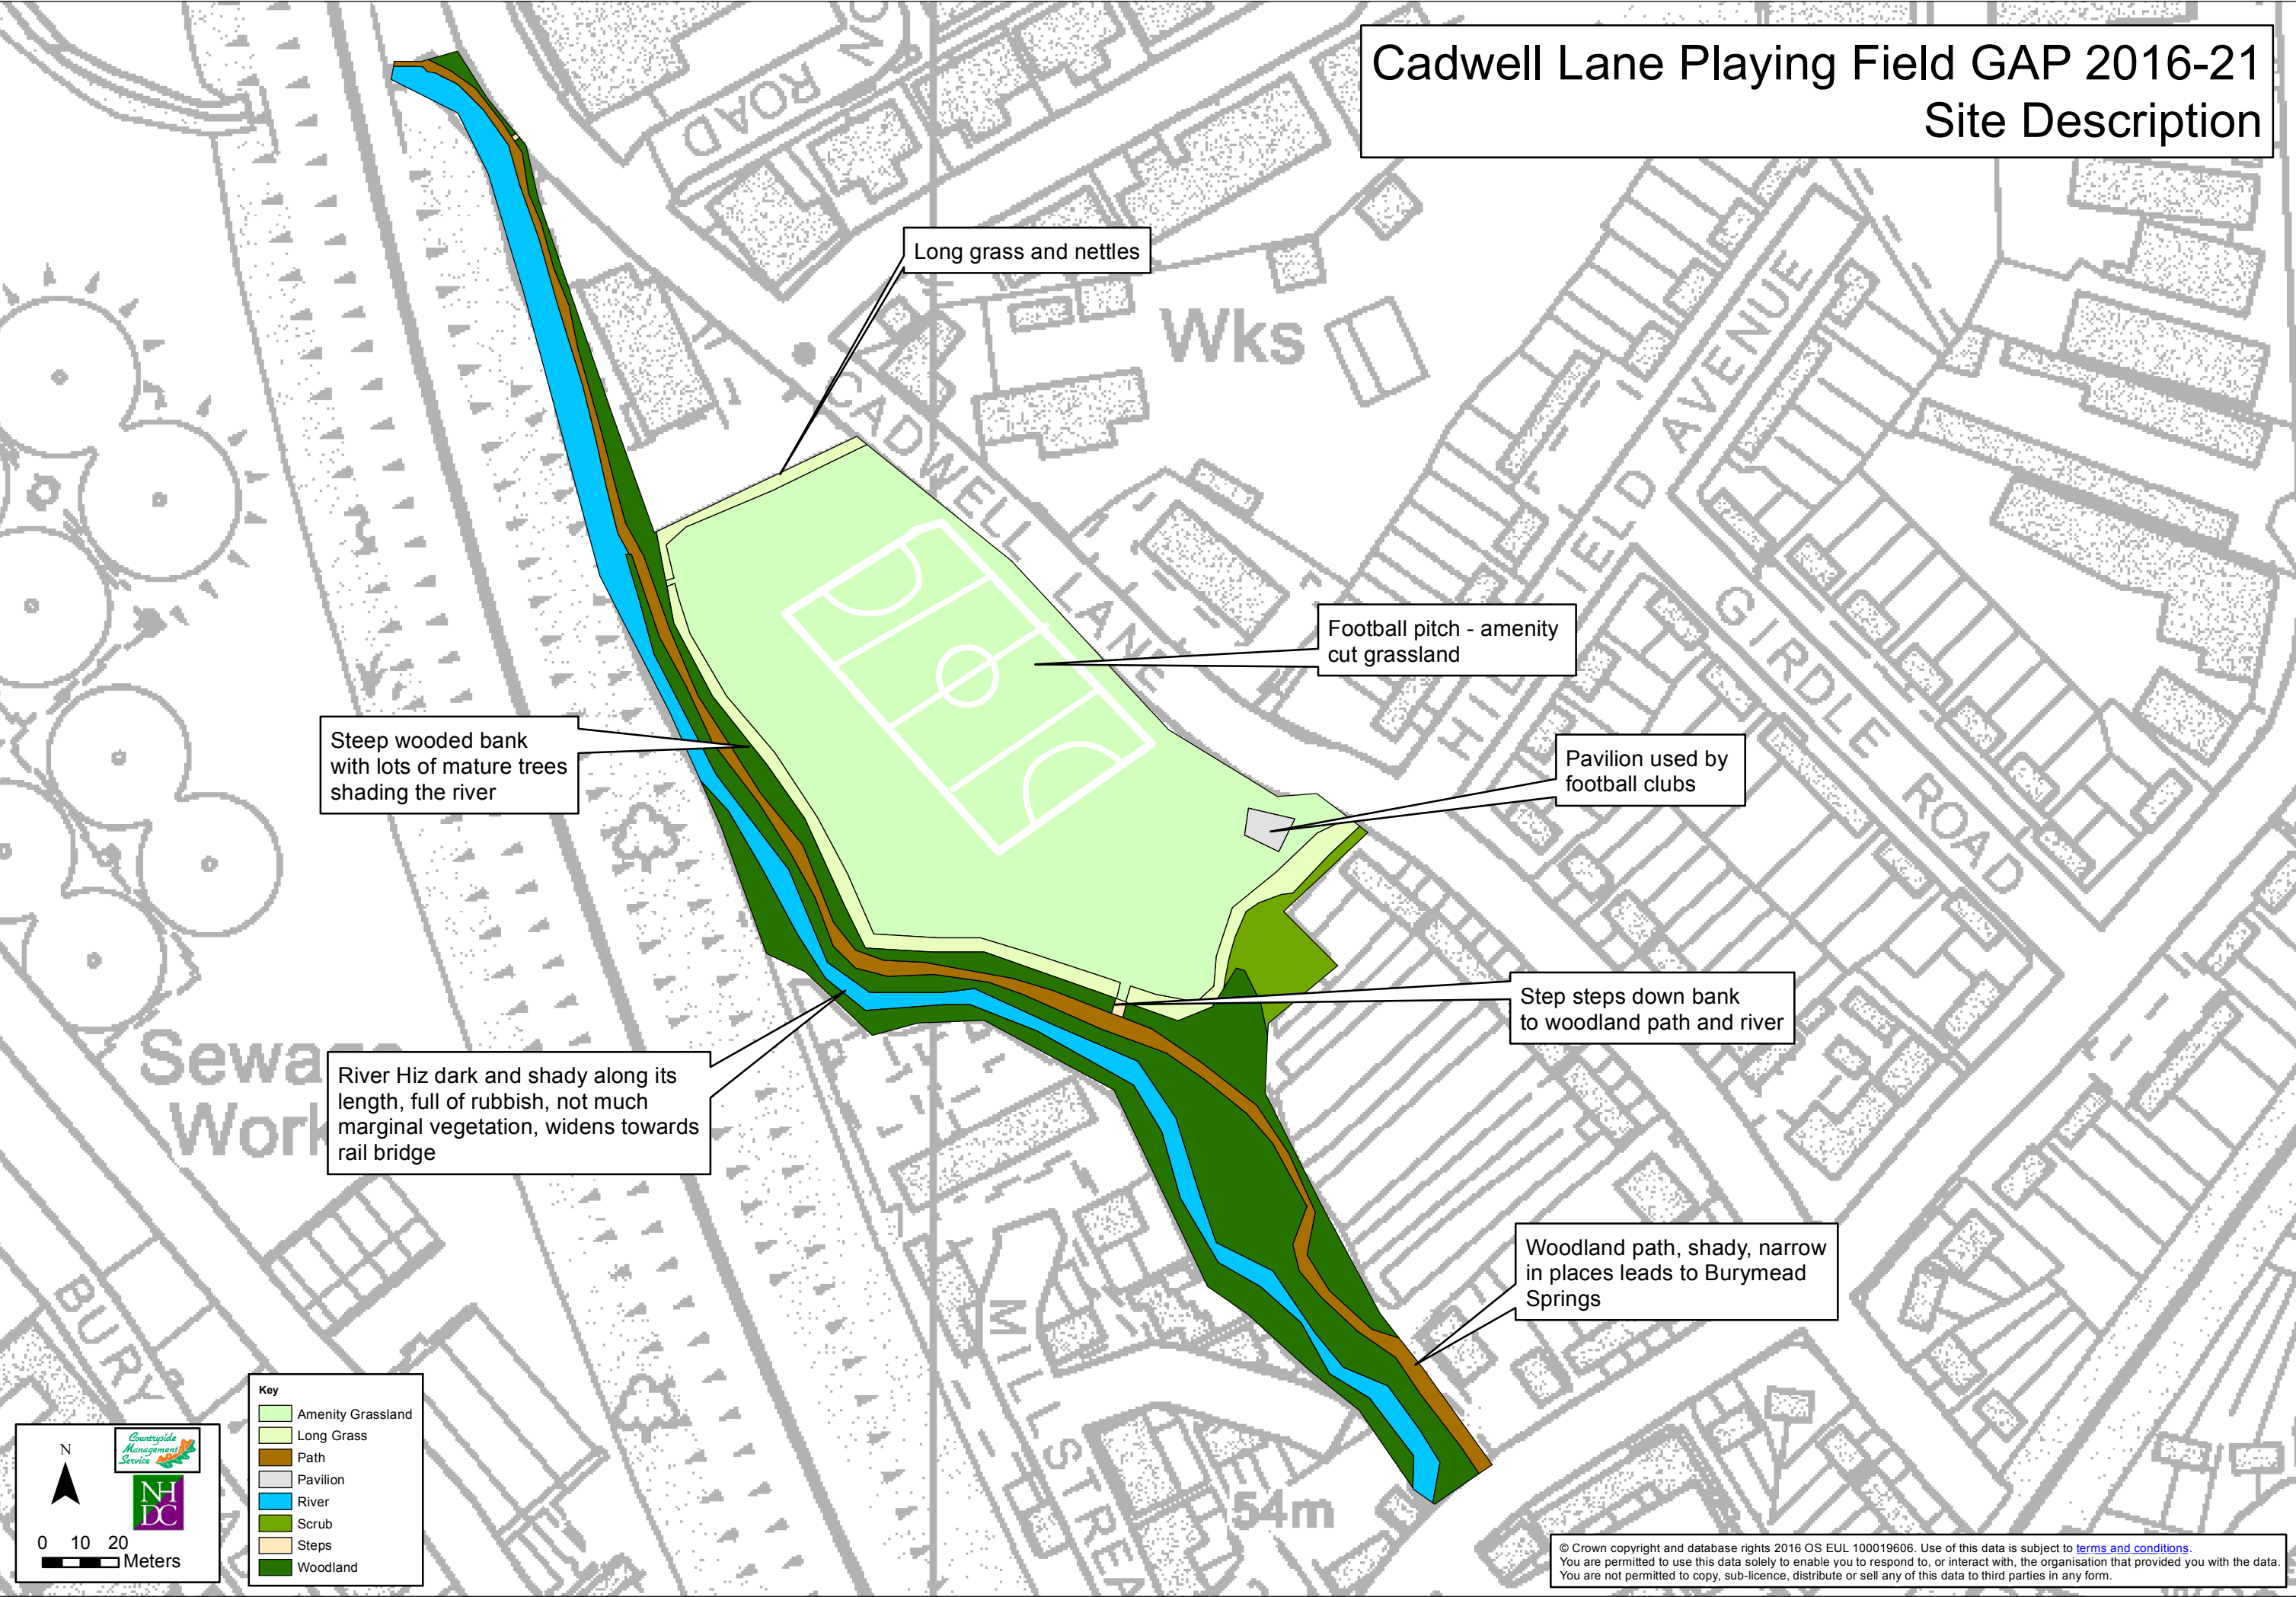 Cadwell Lane Playing Field GAP 2016-21
Site Description
ROAD
Long grass and nettles
Wks
CADWELL LANE
HILLFIELD AVENUE
GIRDLE ROAD
Football pitch - amenity
cut grassland
Steep wooded bank
with lots of mature trees
shading the river
Pavilion used by
football clubs
Step steps down bank
to woodland path and river
River Hiz dark and shady along its
length, full of rubbish, not much
marginal vegetation, widens towards
rail bridge
Woodland path, shady, narrow
in places leads to Burymead
Springs
BURY
MILL STREA
54m
Key
Amenity Grassland
Long Grass
Path
Pavilion
River
Scrub
Steps
Woodland
N
Countryside
Management
Service
NH
DC
0 10 20
Meters
© Crown copyright and database rights 2016 OS EUL 100019606. Use of this data is subject to terms and conditions.
You are permitted to use this data solely to enable you to respond to, or interact with, the organisation that provided you with the data.
You are not permitted to copy, sub-licence, distribute or sell any of this data to third parties in any form.